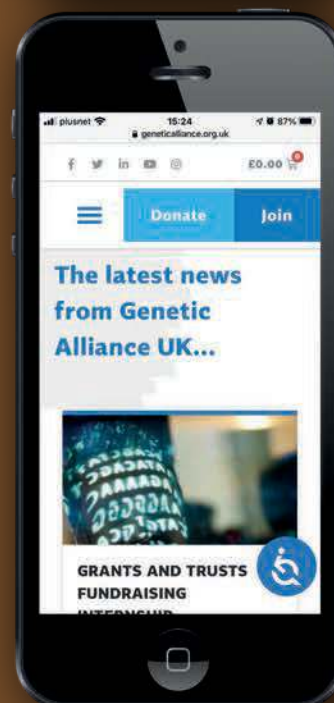 plusnet 15:24 87%
geneticalliance.org.uk
£0.00 0
Donate Join
The latest news
from Genetic
Alliance UK...
GRANTS AND TRUSTS
FUNDRAISING
INTERNSHIP